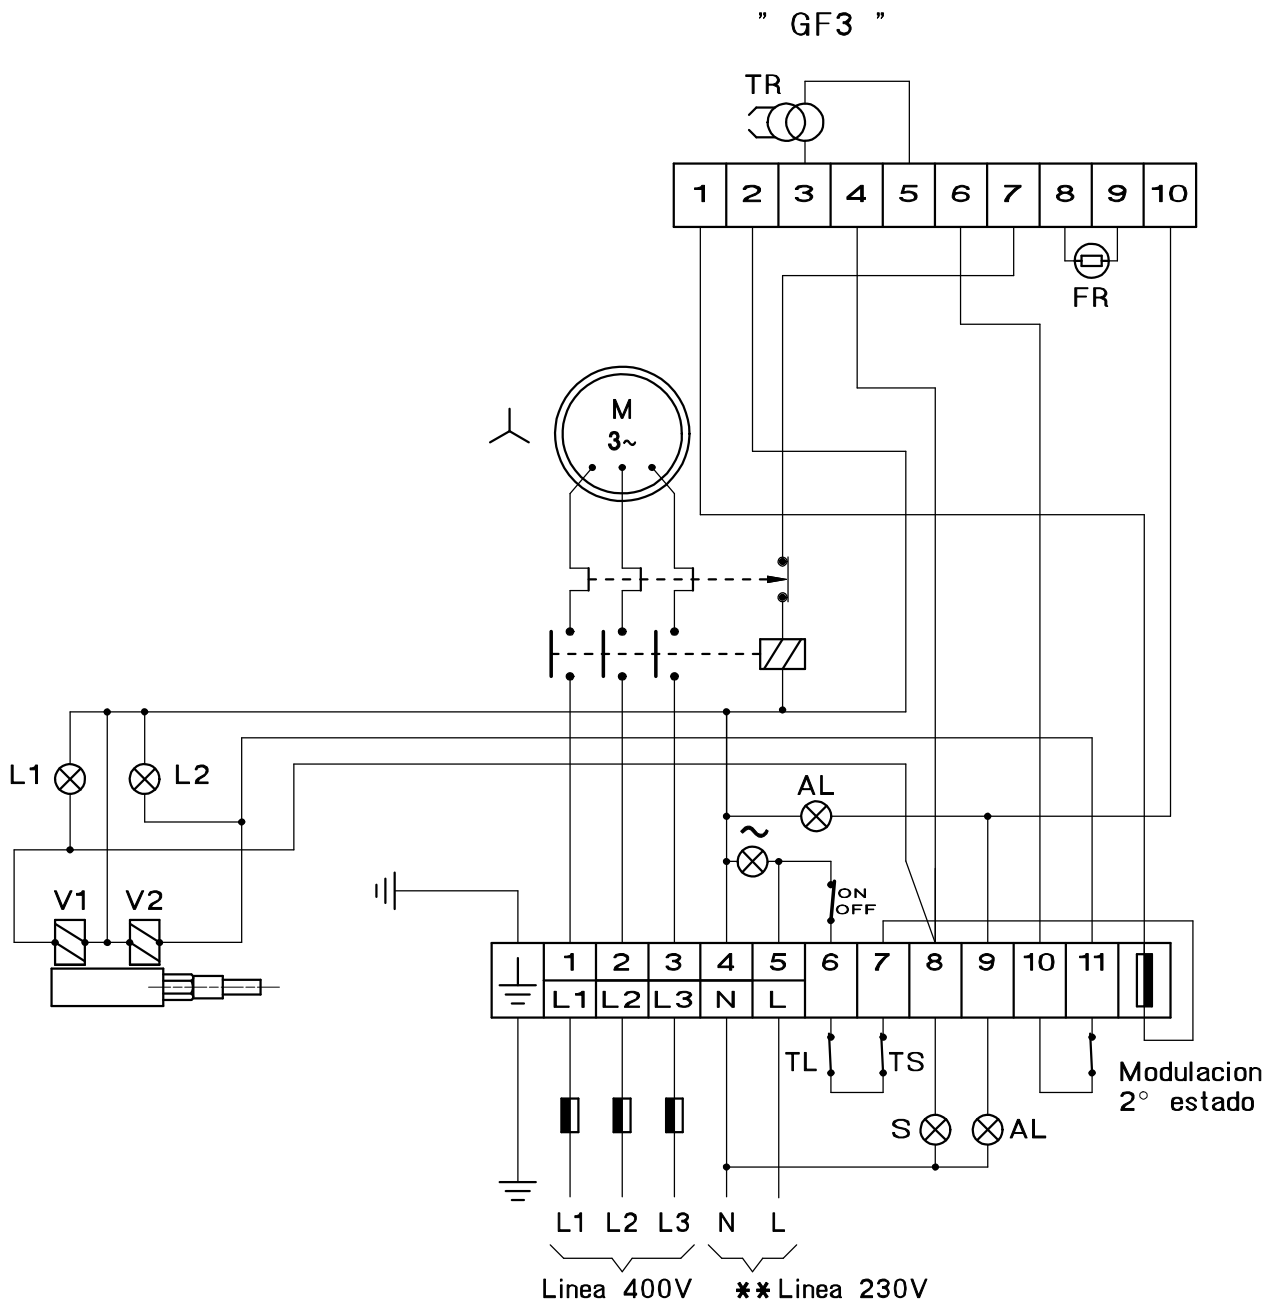 " GF3 "
TR
1 2 3 4 5 6 7 8 9 10
FR
M
3~
L1 L2
AL
~
V1 V2
ON
OFF
1 2 3 4 5 6 7 8 9 10 11
L1 L2 L3 N L
TL TS
Modulacion
2° estado
S AL
L1 L2 L3 N L
Linea 400V ** Linea 230V